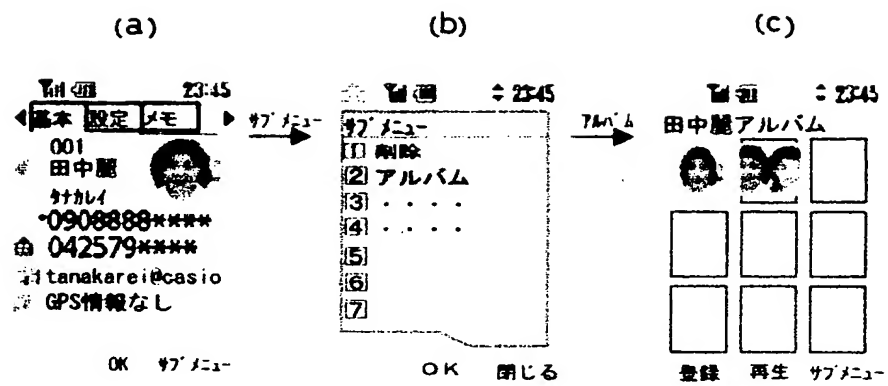 (a)
23:45
基本 設定 メモ
001
田中麗
タナカレイ
0908888****
042579****
tanakarei@casio
GPS情報なし
OK サブメニュー
サブメニュー
(b)
23:45
サブメニュー
1 削除
2 アルバム
3 ・・・・
4 ・・・・
5
6
7
OK 閉じる
アルバム
(c)
23:45
田中麗アルバム
登録 再生 サブメニュー